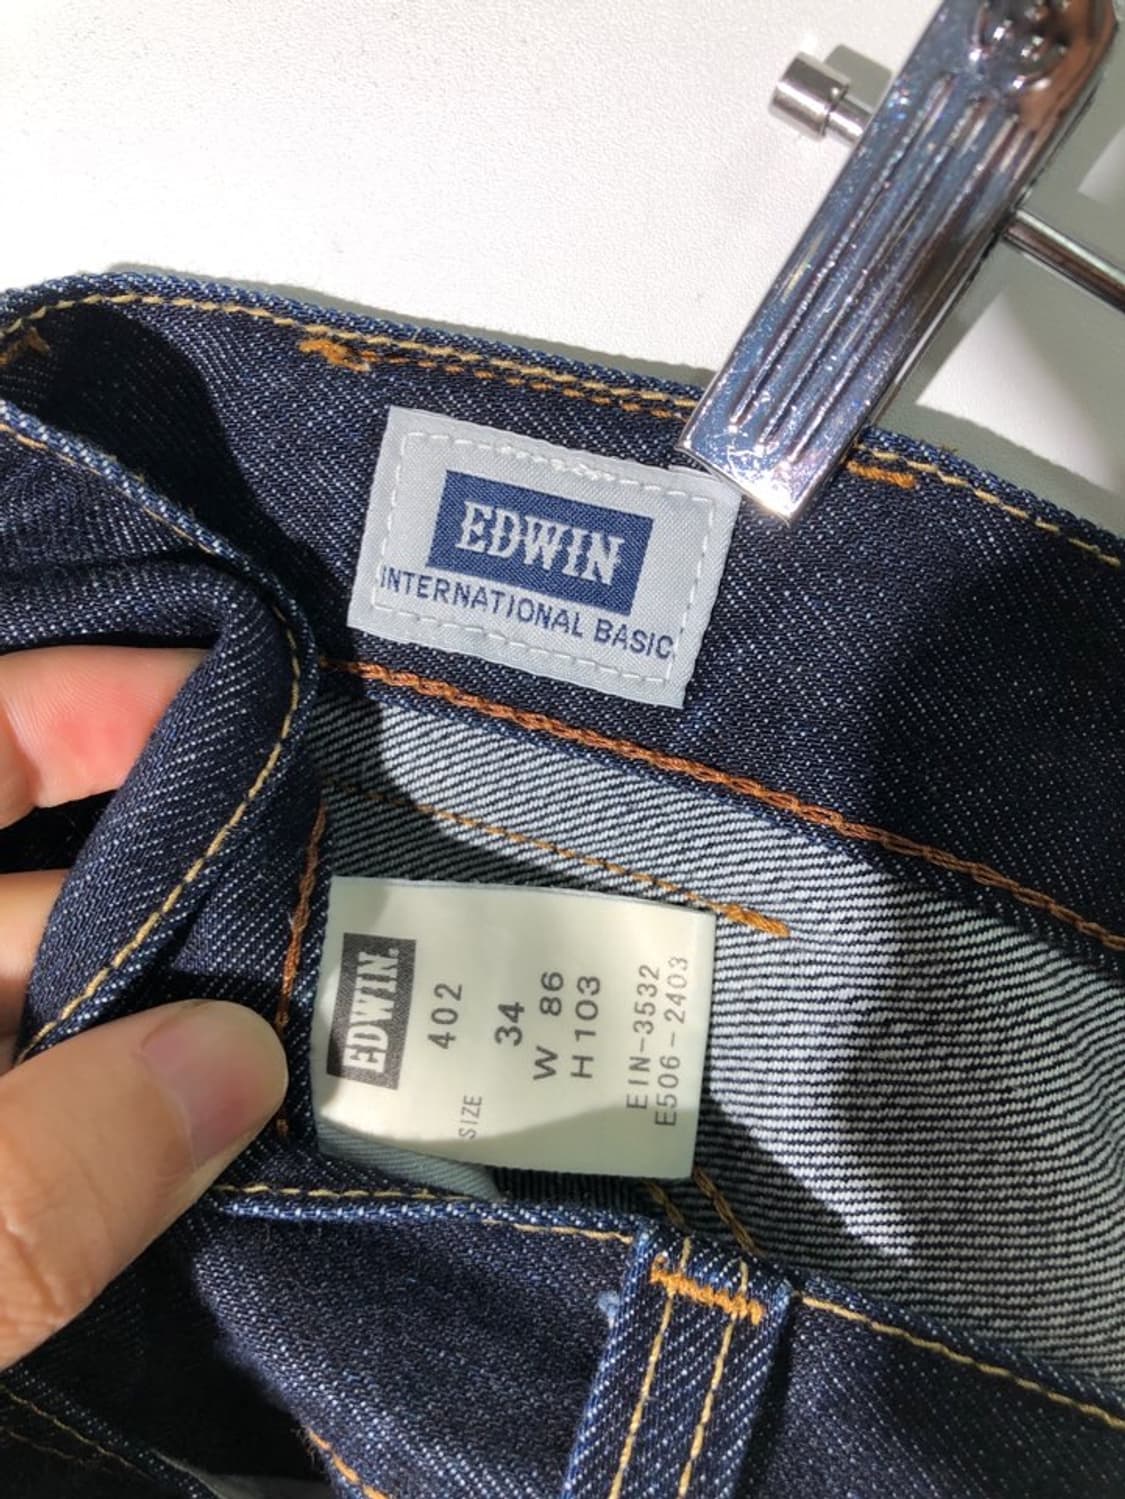 EDWIN
INTERNATIONAL BASIC
EDWIN.
402
SIZE
34
W 86
H 103
EIN-3532
E506-2403